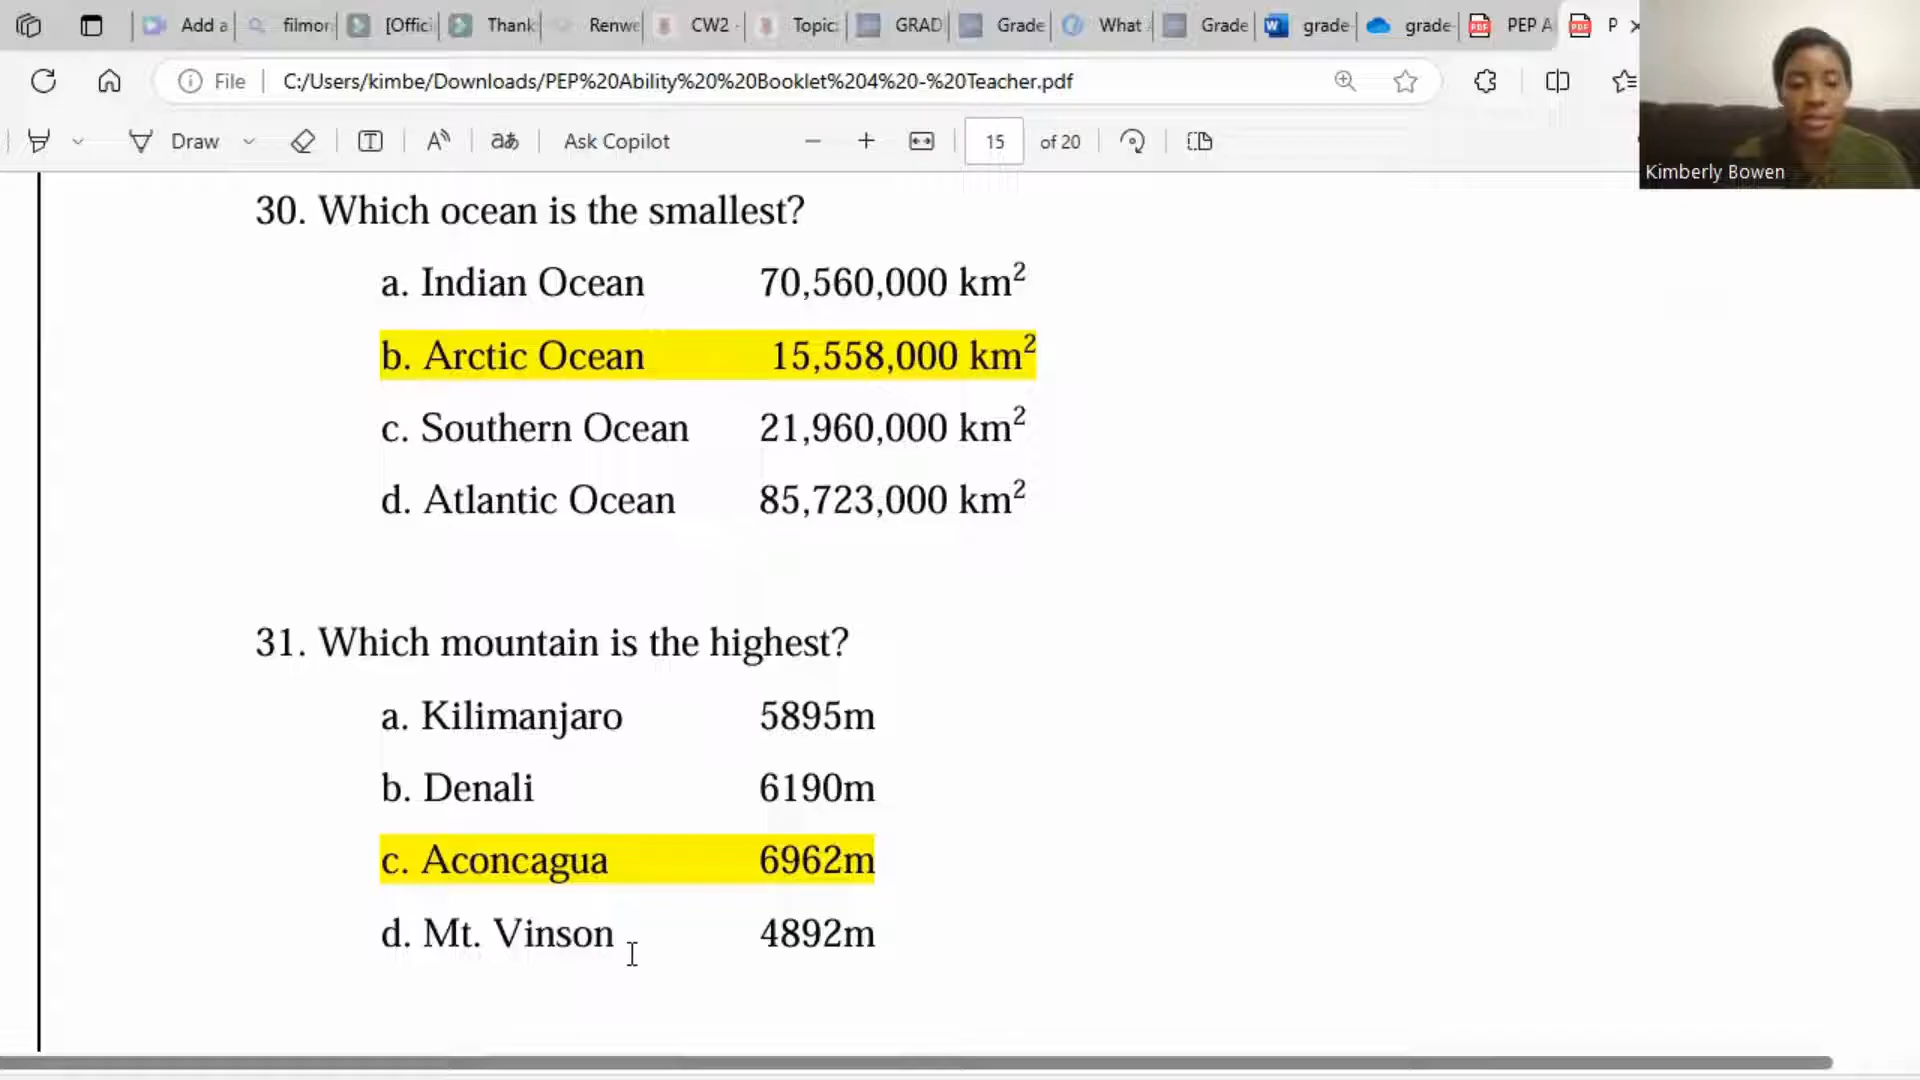 Add a filmor [Offici Thank Renwe CW2 - Topic: GRAD Grade What Grade grade- grade- PEP A P
File C:/Users/kimbe/Downloads/PEP%20Ability%20%20Booklet%204%20-%20Teacher.pdf
Draw T A aあ Ask Copilot 15 of 20
Kimberly Bowen
30. Which ocean is the smallest?
a. Indian Ocean 70,560,000 km²
b. Arctic Ocean 15,558,000 km²
c. Southern Ocean 21,960,000 km²
d. Atlantic Ocean 85,723,000 km²
31. Which mountain is the highest?
a. Kilimanjaro 5895m
b. Denali 6190m
c. Aconcagua 6962m
d. Mt. Vinson 4892m